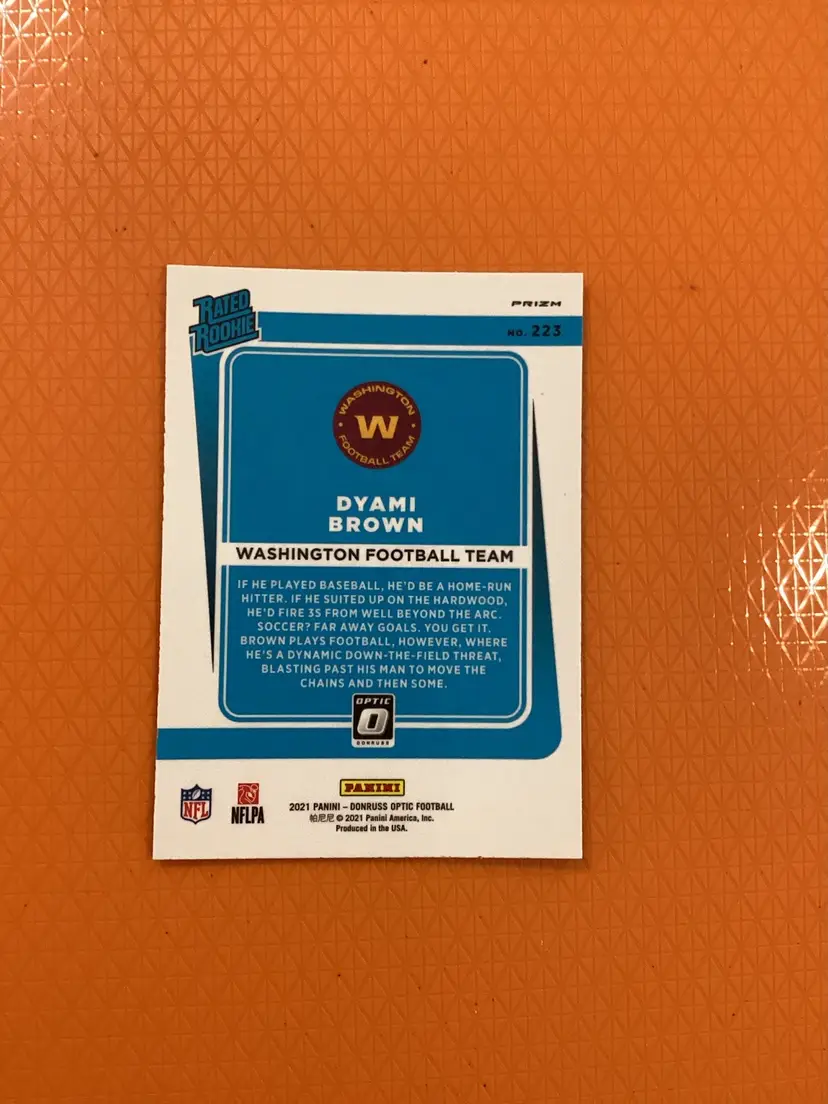 RATED
ROOKIE
PRIZM
NO. 223
WASHINGTON
W
FOOTBALL TEAM
DYAMI
BROWN
WASHINGTON FOOTBALL TEAM
IF HE PLAYED BASEBALL, HE'D BE A HOME-RUN
HITTER. IF HE SUITED UP ON THE HARDWOOD,
HE'D FIRE 3S FROM WELL BEYOND THE ARC.
SOCCER? FAR AWAY GOALS. YOU GET IT.
BROWN PLAYS FOOTBALL, HOWEVER, WHERE
HE'S A DYNAMIC DOWN-THE-FIELD THREAT,
BLASTING PAST HIS MAN TO MOVE THE
CHAINS AND THEN SOME.
OPTIC
O
DONRUSS
NFL
NFLPA
PANINI
2021 PANINI – DONRUSS OPTIC FOOTBALL
帕尼尼 © 2021 Panini America, Inc.
Produced in the USA.